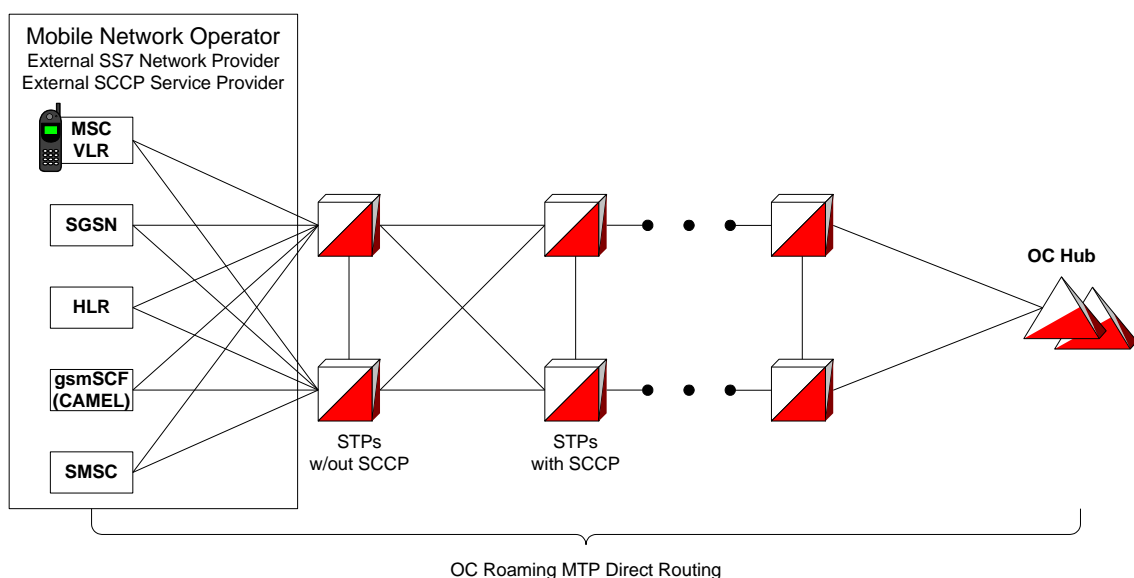 Mobile Network Operator
External SS7 Network Provider
External SCCP Service Provider
MSC
VLR
SGSN
HLR
gsmSCF
(CAMEL)
SMSC
STPs
w/out SCCP
STPs
with SCCP
OC Hub
OC Roaming MTP Direct Routing